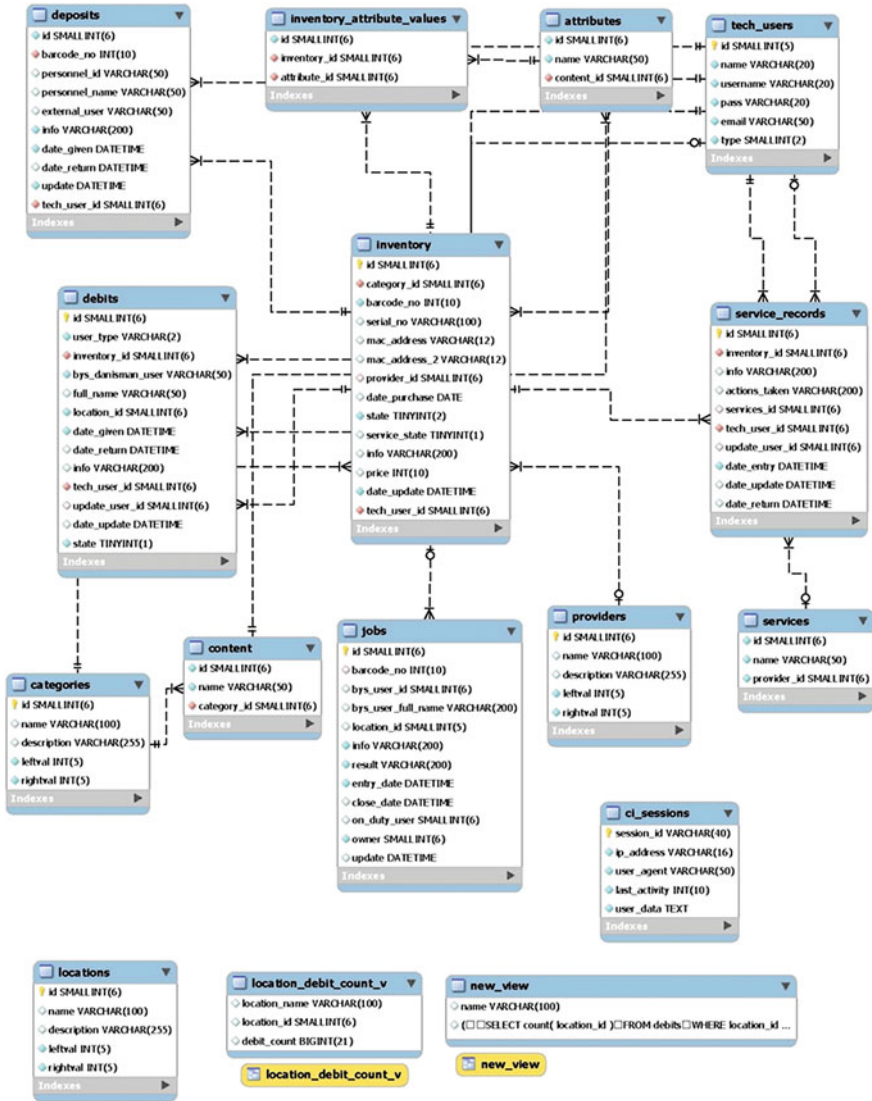 deposits
id SMALLINT(6)
barcode_no INT(10)
personnel_id VARCHAR(50)
personnel_name VARCHAR(50)
external_user VARCHAR(50)
info VARCHAR(200)
date_given DATETIME
date_return DATETIME
update DATETIME
tech_user_id SMALLINT(6)
Indexes
inventory_attribute_values
id SMALLINT(6)
inventory_id SMALLINT(6)
attribute_id SMALLINT(6)
Indexes
attributes
id SMALLINT(6)
name VARCHAR(50)
content_id SMALLINT(6)
Indexes
tech_users
id SMALLINT(5)
name VARCHAR(20)
username VARCHAR(20)
pass VARCHAR(20)
email VARCHAR(50)
type SMALLINT(2)
Indexes
debits
id SMALLINT(6)
user_type VARCHAR(2)
inventory_id SMALLINT(6)
bys_danisman_user VARCHAR(50)
full_name VARCHAR(50)
location_id SMALLINT(6)
date_given DATETIME
date_return DATETIME
info VARCHAR(200)
tech_user_id SMALLINT(6)
update_user_id SMALLINT(6)
date_update DATETIME
state TINYINT(1)
Indexes
inventory
id SMALLINT(6)
category_id SMALLINT(6)
barcode_no INT(10)
serial_no VARCHAR(100)
mac_address VARCHAR(12)
mac_address_2 VARCHAR(12)
provider_id SMALLINT(6)
date_purchase DATE
state TINYINT(2)
service_state TINYINT(1)
info VARCHAR(200)
price INT(10)
date_update DATETIME
tech_user_id SMALLINT(6)
Indexes
service_records
id SMALLINT(6)
inventory_id SMALLINT(6)
info VARCHAR(200)
actions_taken VARCHAR(200)
services_id SMALLINT(6)
tech_user_id SMALLINT(6)
update_user_id SMALLINT(6)
date_entry DATETIME
date_update DATETIME
date_return DATETIME
Indexes
categories
id SMALLINT(6)
name VARCHAR(100)
description VARCHAR(255)
leftval INT(5)
rightval INT(5)
Indexes
content
id SMALLINT(6)
name VARCHAR(50)
category_id SMALLINT(6)
Indexes
jobs
id SMALLINT(6)
barcode_no INT(10)
bys_user_id SMALLINT(6)
bys_user_full_name VARCHAR(200)
location_id SMALLINT(5)
info VARCHAR(200)
result VARCHAR(200)
entry_date DATETIME
close_date DATETIME
on_duty_user SMALLINT(6)
owner SMALLINT(6)
update DATETIME
Indexes
providers
id SMALLINT(6)
name VARCHAR(100)
description VARCHAR(255)
leftval INT(5)
rightval INT(5)
Indexes
services
id SMALLINT(6)
name VARCHAR(50)
provider_id SMALLINT(6)
Indexes
ci_sessions
session_id VARCHAR(40)
ip_address VARCHAR(16)
user_agent VARCHAR(50)
last_activity INT(10)
user_data TEXT
Indexes
locations
id SMALLINT(6)
name VARCHAR(100)
description VARCHAR(255)
leftval INT(5)
rightval INT(5)
location_debit_count_v
location_name VARCHAR(100)
location_id SMALLINT(6)
debit_count BIGINT(21)
location_debit_count_v
new_view
name VARCHAR(100)
(□□SELECT count( location_id )□FROM debits□WHERE location_id ...
new_view